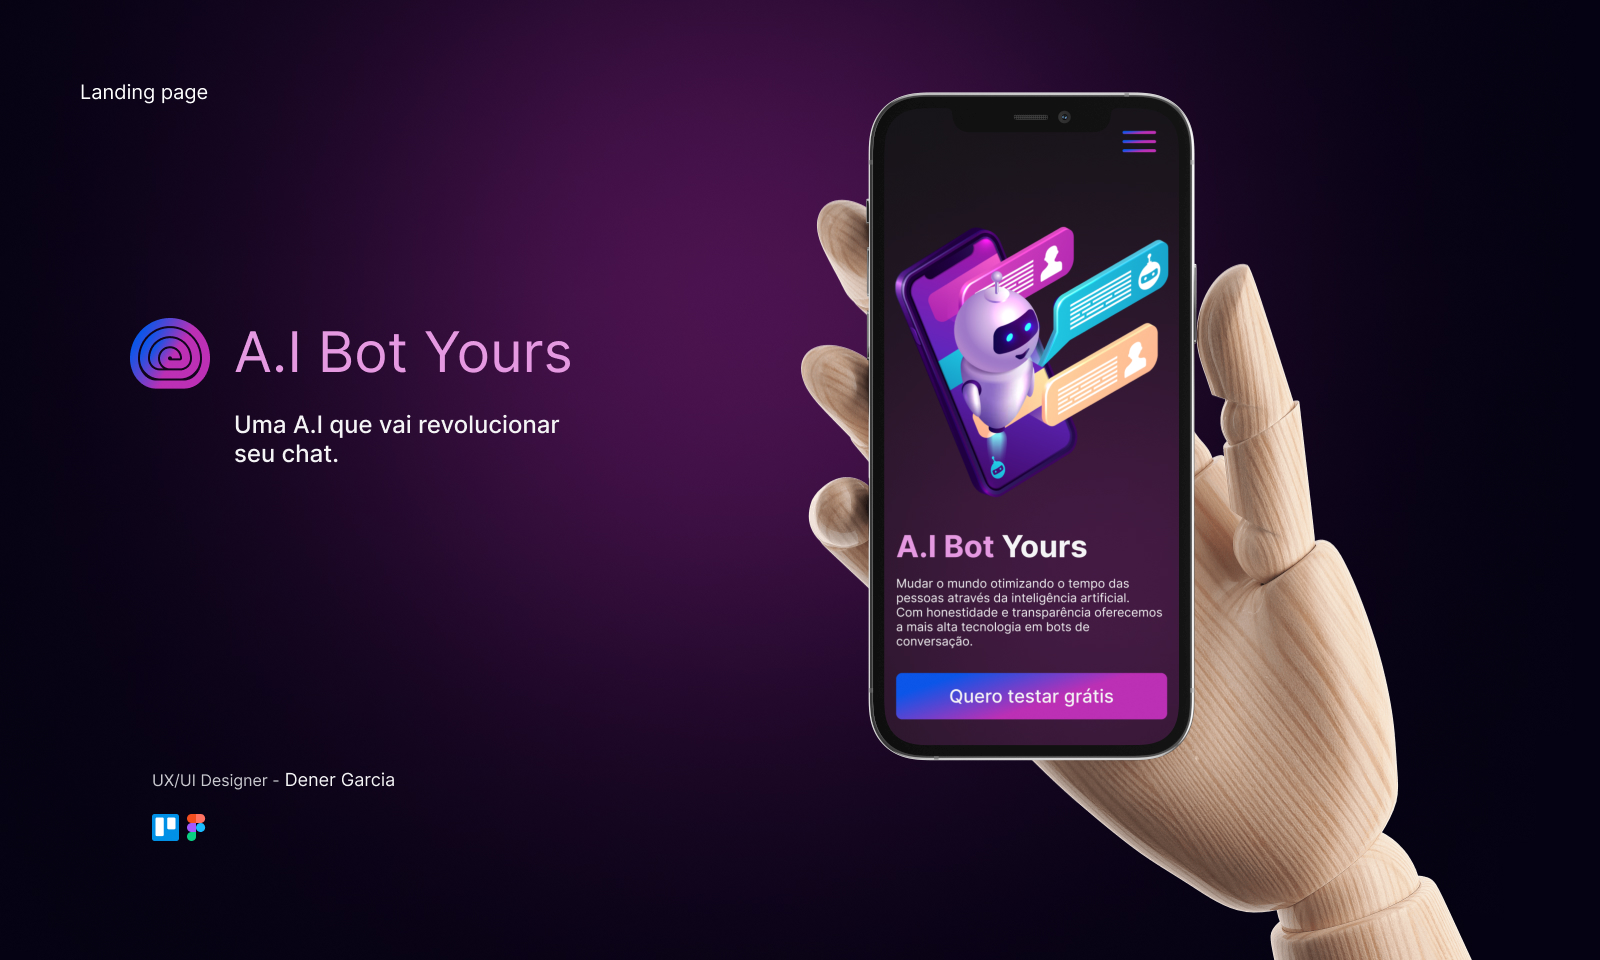 Landing page
A.I Bot Yours
Uma A.I que vai revolucionar
seu chat.
UX/UI Designer - Dener Garcia
A.I Bot Yours
Mudar o mundo otimizando o tempo das
pessoas através da inteligência artificial.
Com honestidade e transparência oferecemos
a mais alta tecnologia em bots de
conversação.
Quero testar grátis